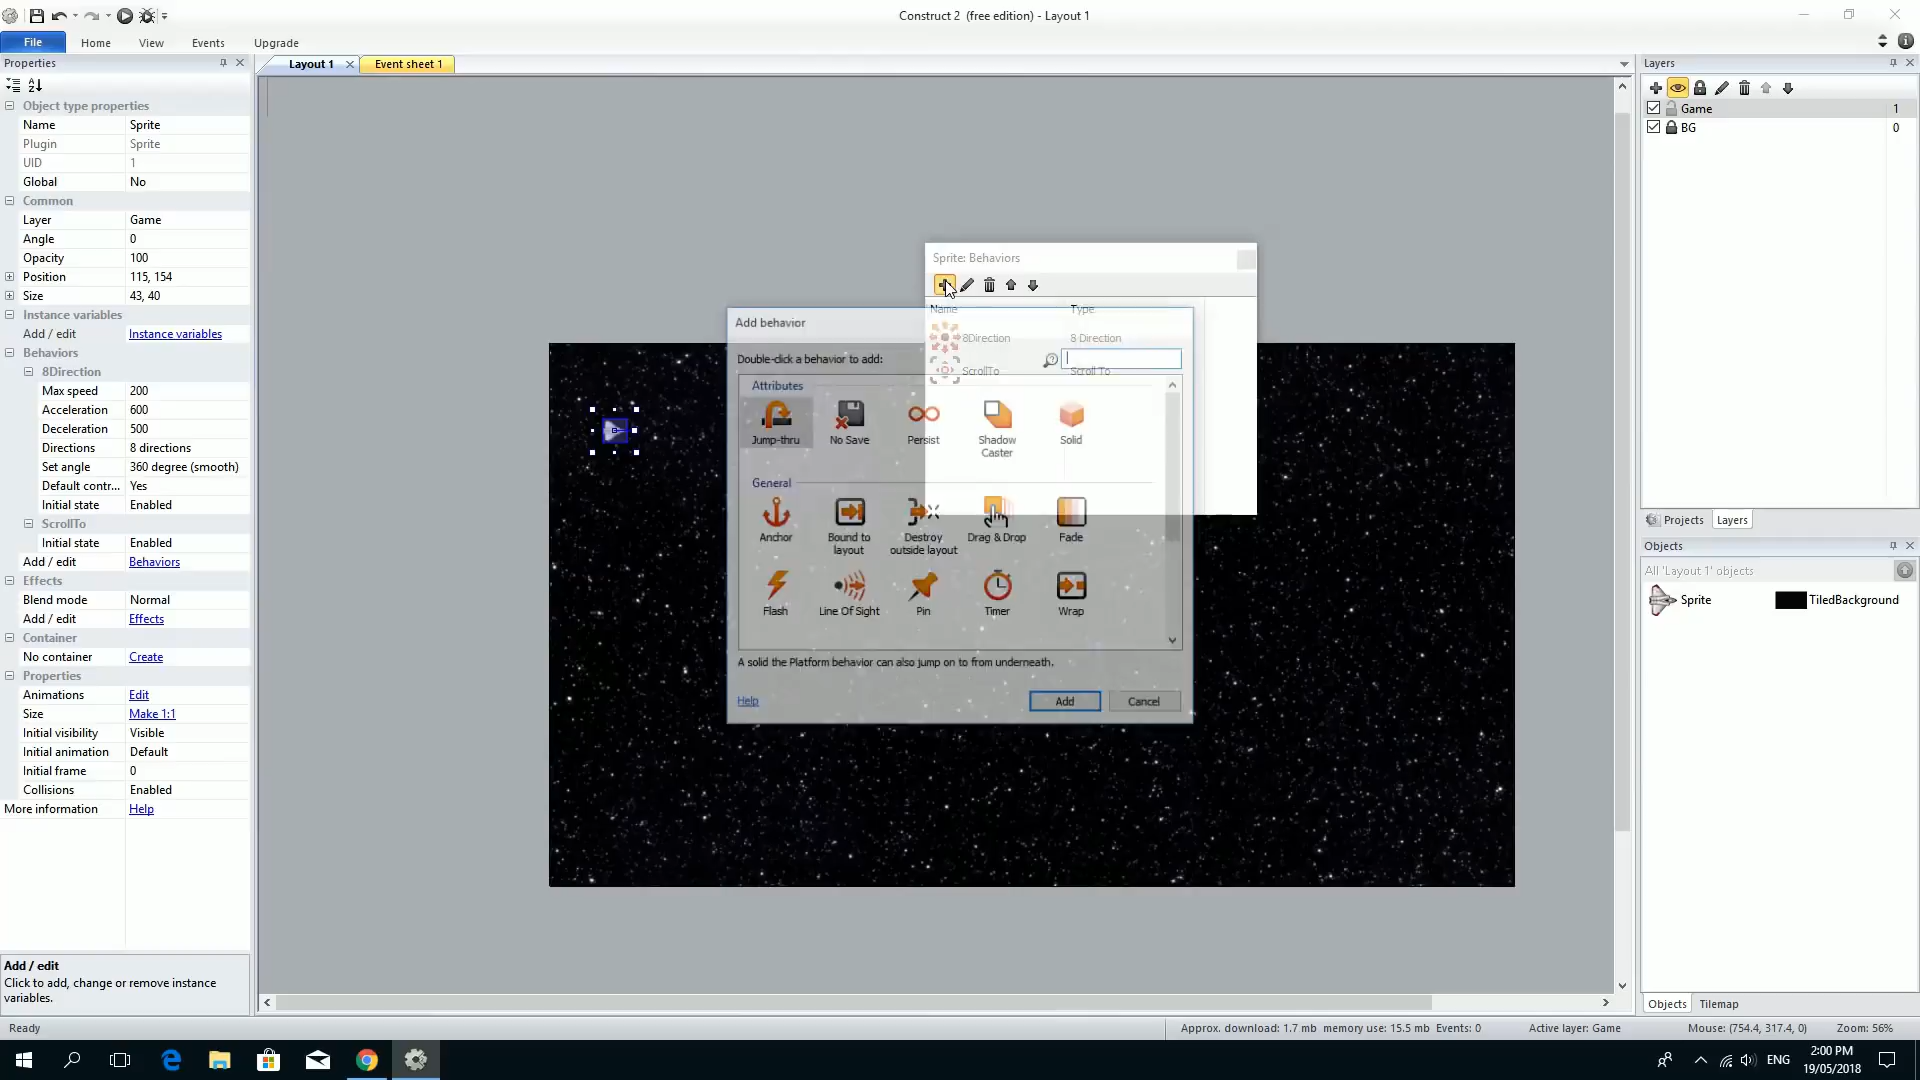 Construct 2 (free edition) - Layout 1
File Home View Events Upgrade
Properties
Layout 1
Event sheet 1
Object type properties
Name Sprite
Plugin Sprite
UID 1
Global No
Common
Layer Game
Angle 0
Opacity 100
Position 115, 154
Size 43, 40
Instance variables
Add / edit Instance variables
Behaviors
8Direction
Max speed 200
Acceleration 600
Deceleration 500
Directions 8 directions
Set angle 360 degree (smooth)
Default contr... Yes
Initial state Enabled
ScrollTo
Initial state Enabled
Add / edit Behaviors
Effects
Blend mode Normal
Add / edit Effects
Container
No container Create
Properties
Animations Edit
Size Make 1:1
Initial visibility Visible
Initial animation Default
Initial frame 0
Collisions Enabled
More information Help
Add / edit
Click to add, change or remove instance
variables.
Sprite: Behaviors
Name Type
8Direction 8 Direction
ScrollTo Scroll To
Add behavior
Double-click a behavior to add:
Attributes
Jump-thru
No Save
Persist
Shadow
Caster
Solid
General
Anchor
Bound to
layout
Destroy
outside layout
Drag & Drop
Fade
Flash
Line Of Sight
Pin
Timer
Wrap
A solid the Platform behavior can also jump on to from underneath.
Help
Add
Cancel
Layers
Game 1
BG 0
Projects
Layers
Objects
All 'Layout 1' objects
Sprite
TiledBackground
Objects
Tilemap
Ready
Approx. download: 1.7 mb memory use: 15.5 mb Events: 0
Active layer: Game
Mouse: (754.4, 317.4, 0)
Zoom: 56%
ENG
2:00 PM
19/05/2018